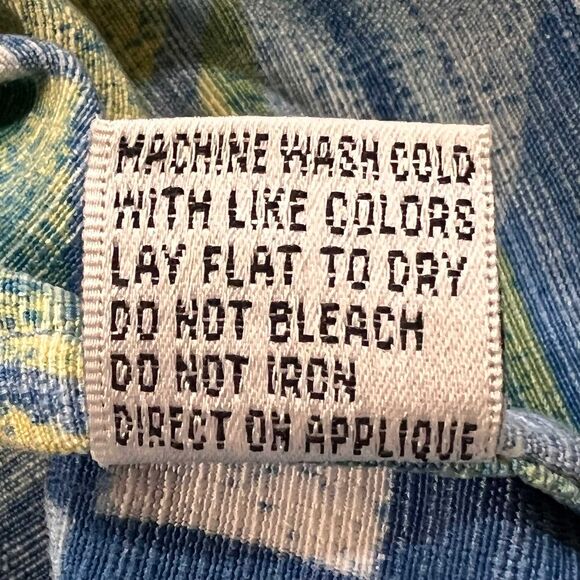 MACHINE WASH COLD
WITH LIKE COLORS
LAY FLAT TO DRY
DO NOT BLEACH
DO NOT IRON
DIRECT ON APPLIQUE